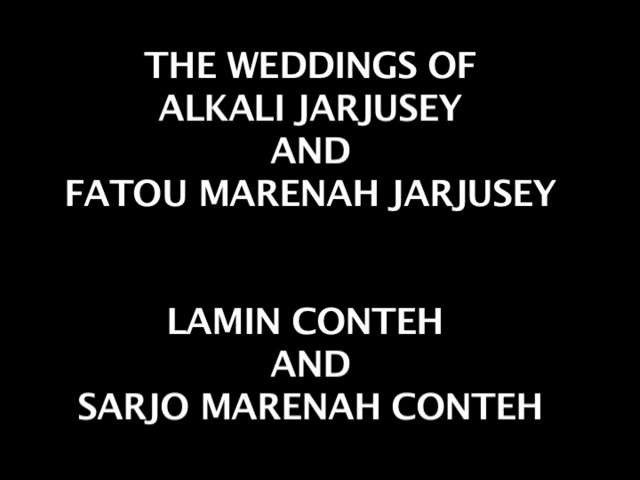 THE WEDDINGS OF
ALKALI JARJUSEY
AND
FATOU MARENAH JARJUSEY
LAMIN CONTEH
AND
SARJO MARENAH CONTEH